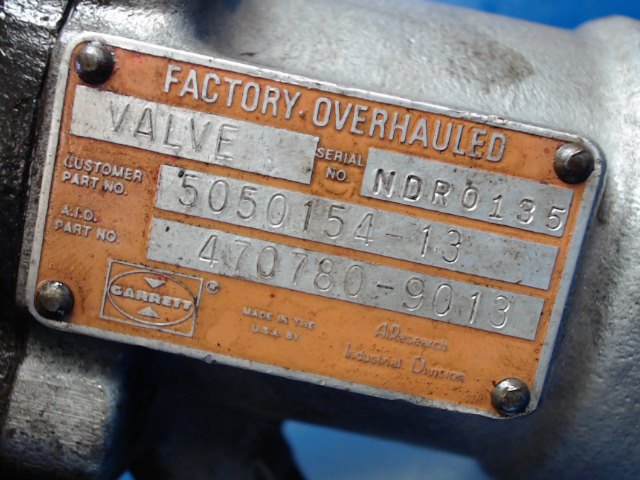 FACTORY OVERHAULED
VALVE
SERIAL NO. NDR0135
CUSTOMER PART NO. 5050154-13
A.I.D. PART NO. 470780-9013
GARRETT ®
MADE IN THE U.S.A. BY
AiResearch
Industrial Division